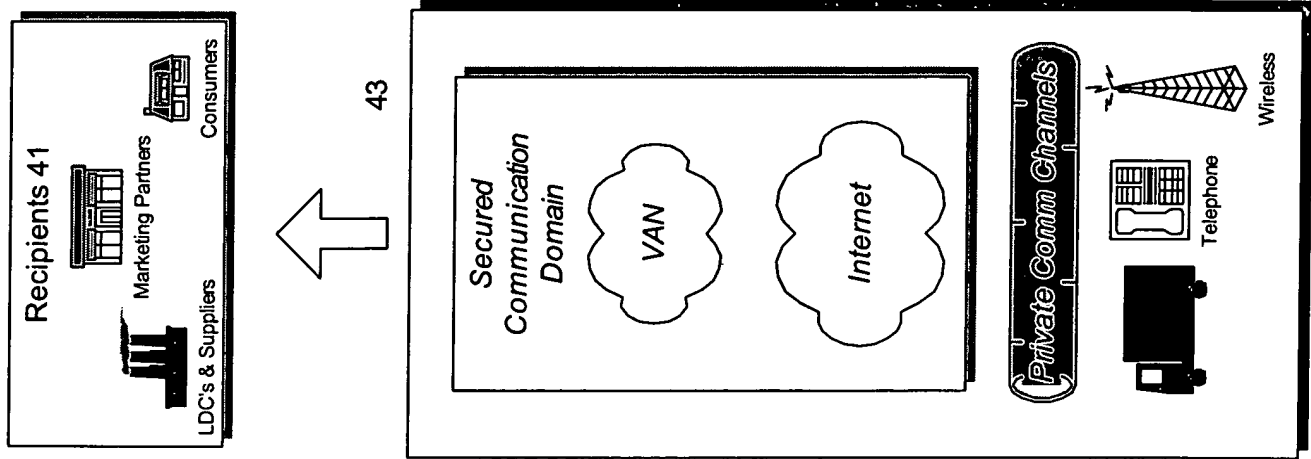 Recipients 41
LDC's & Suppliers
Marketing Partners
Consumers
43
Secured
Communication
Domain
VAN
Internet
Private Comm Channels
Telephone
Wireless